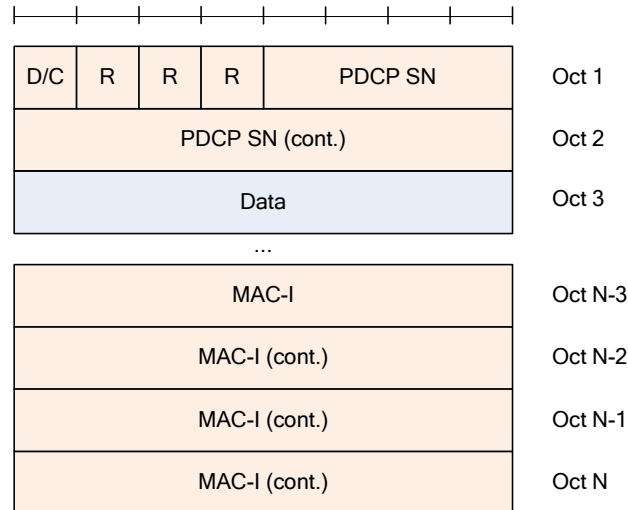 D/C R R R PDCP SN Oct 1
PDCP SN (cont.) Oct 2
Data Oct 3
...
MAC-I Oct N-3
MAC-I (cont.) Oct N-2
MAC-I (cont.) Oct N-1
MAC-I (cont.) Oct N